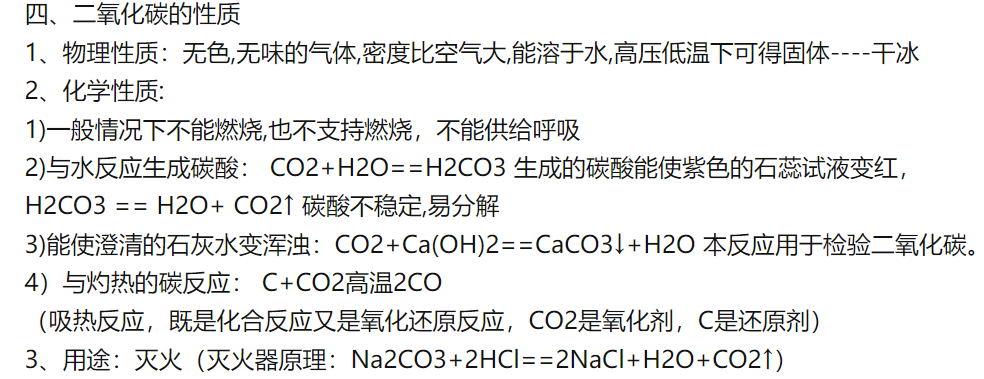 四、二氧化碳的性质
1、物理性质：无色,无味的气体,密度比空气大,能溶于水,高压低温下可得固体----干冰
2、化学性质:
1)一般情况下不能燃烧,也不支持燃烧，不能供给呼吸
2)与水反应生成碳酸： CO2+H2O==H2CO3 生成的碳酸能使紫色的石蕊试液变红，
H2CO3 == H2O+ CO2↑ 碳酸不稳定,易分解
3)能使澄清的石灰水变浑浊：CO2+Ca(OH)2==CaCO3↓+H2O 本反应用于检验二氧化碳。
4）与灼热的碳反应： C+CO2高温2CO
（吸热反应，既是化合反应又是氧化还原反应，CO2是氧化剂，C是还原剂）
3、用途：灭火（灭火器原理：Na2CO3+2HCl==2NaCl+H2O+CO2↑）